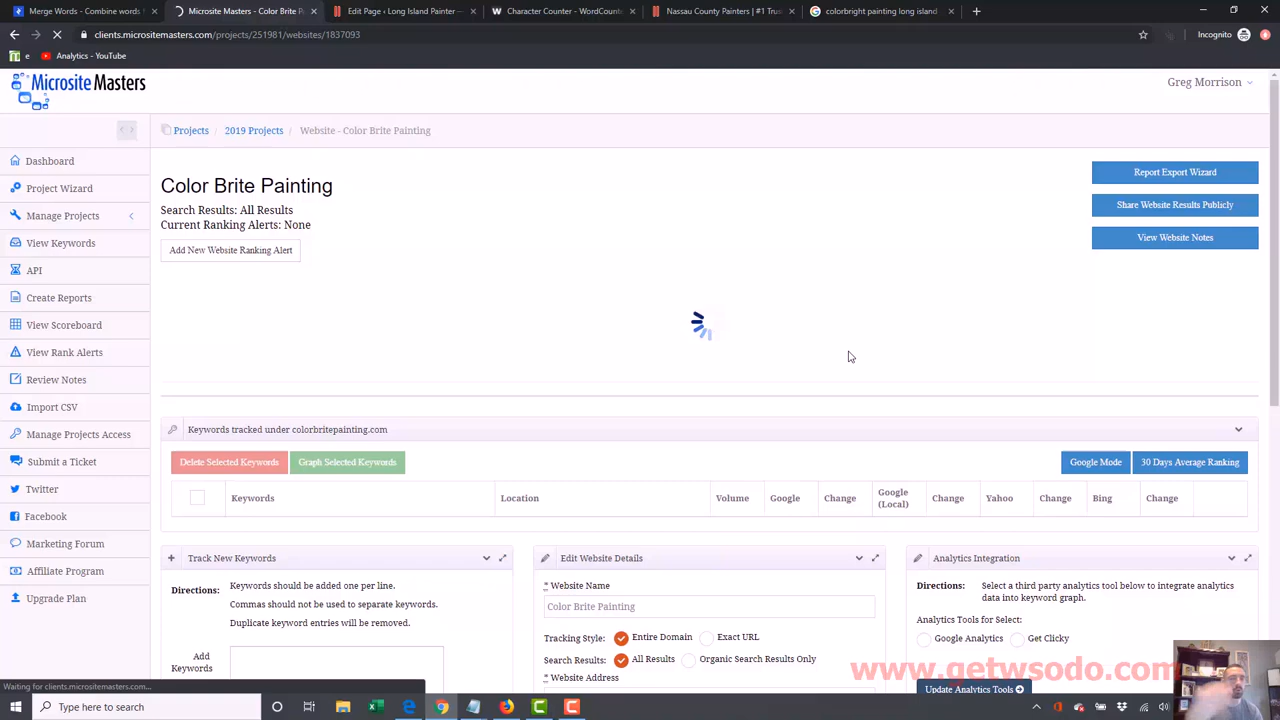 Merge Words - Combine words
Microsite Masters - Color Brite P
Edit Page ‹ Long Island Painter —
Character Counter - WordCounte
Nassau County Painters | #1 Tru
colorbright painting long island
clients.micrositemasters.com/projects/251981/websites/1837093
Incognito
e
Analytics - YouTube
Microsite Masters
Greg Morrison
Projects / 2019 Projects / Website - Color Brite Painting
Dashboard
Project Wizard
Manage Projects
View Keywords
API
Create Reports
View Scoreboard
View Rank Alerts
Review Notes
Import CSV
Manage Projects Access
Submit a Ticket
Twitter
Facebook
Marketing Forum
Affiliate Program
Upgrade Plan
Color Brite Painting
Search Results: All Results
Current Ranking Alerts: None
Add New Website Ranking Alert
Report Export Wizard
Share Website Results Publicly
View Website Notes
Keywords tracked under colorbritepainting.com
Delete Selected Keywords
Graph Selected Keywords
Google Mode
30 Days Average Ranking
Keywords
Location
Volume
Google
Change
Google (Local)
Change
Yahoo
Change
Bing
Change
Track New Keywords
Directions:
Keywords should be added one per line.
Commas should not be used to separate keywords.
Duplicate keyword entries will be removed.
Add Keywords
Edit Website Details
* Website Name
Color Brite Painting
Tracking Style: Entire Domain Exact URL
Search Results: All Results Organic Search Results Only
* Website Address
Analytics Integration
Directions: Select a third party analytics tool below to integrate analytics
data into keyword graph.
Analytics Tools for Select:
Google Analytics Get Clicky
Update Analytics Tools
www.getwsodo.com
Waiting for clients.micrositemasters.com...
Type here to search